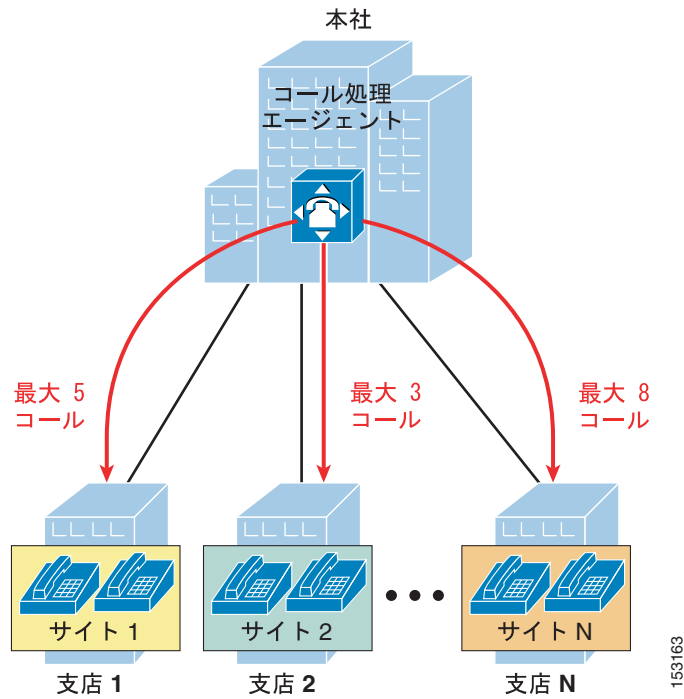 本社
コール処理
エージェント
最大 5
コール
最大 3
コール
最大 8
コール
サイト 1
サイト 2
サイト N
支店 1
支店 2
支店 N
153163